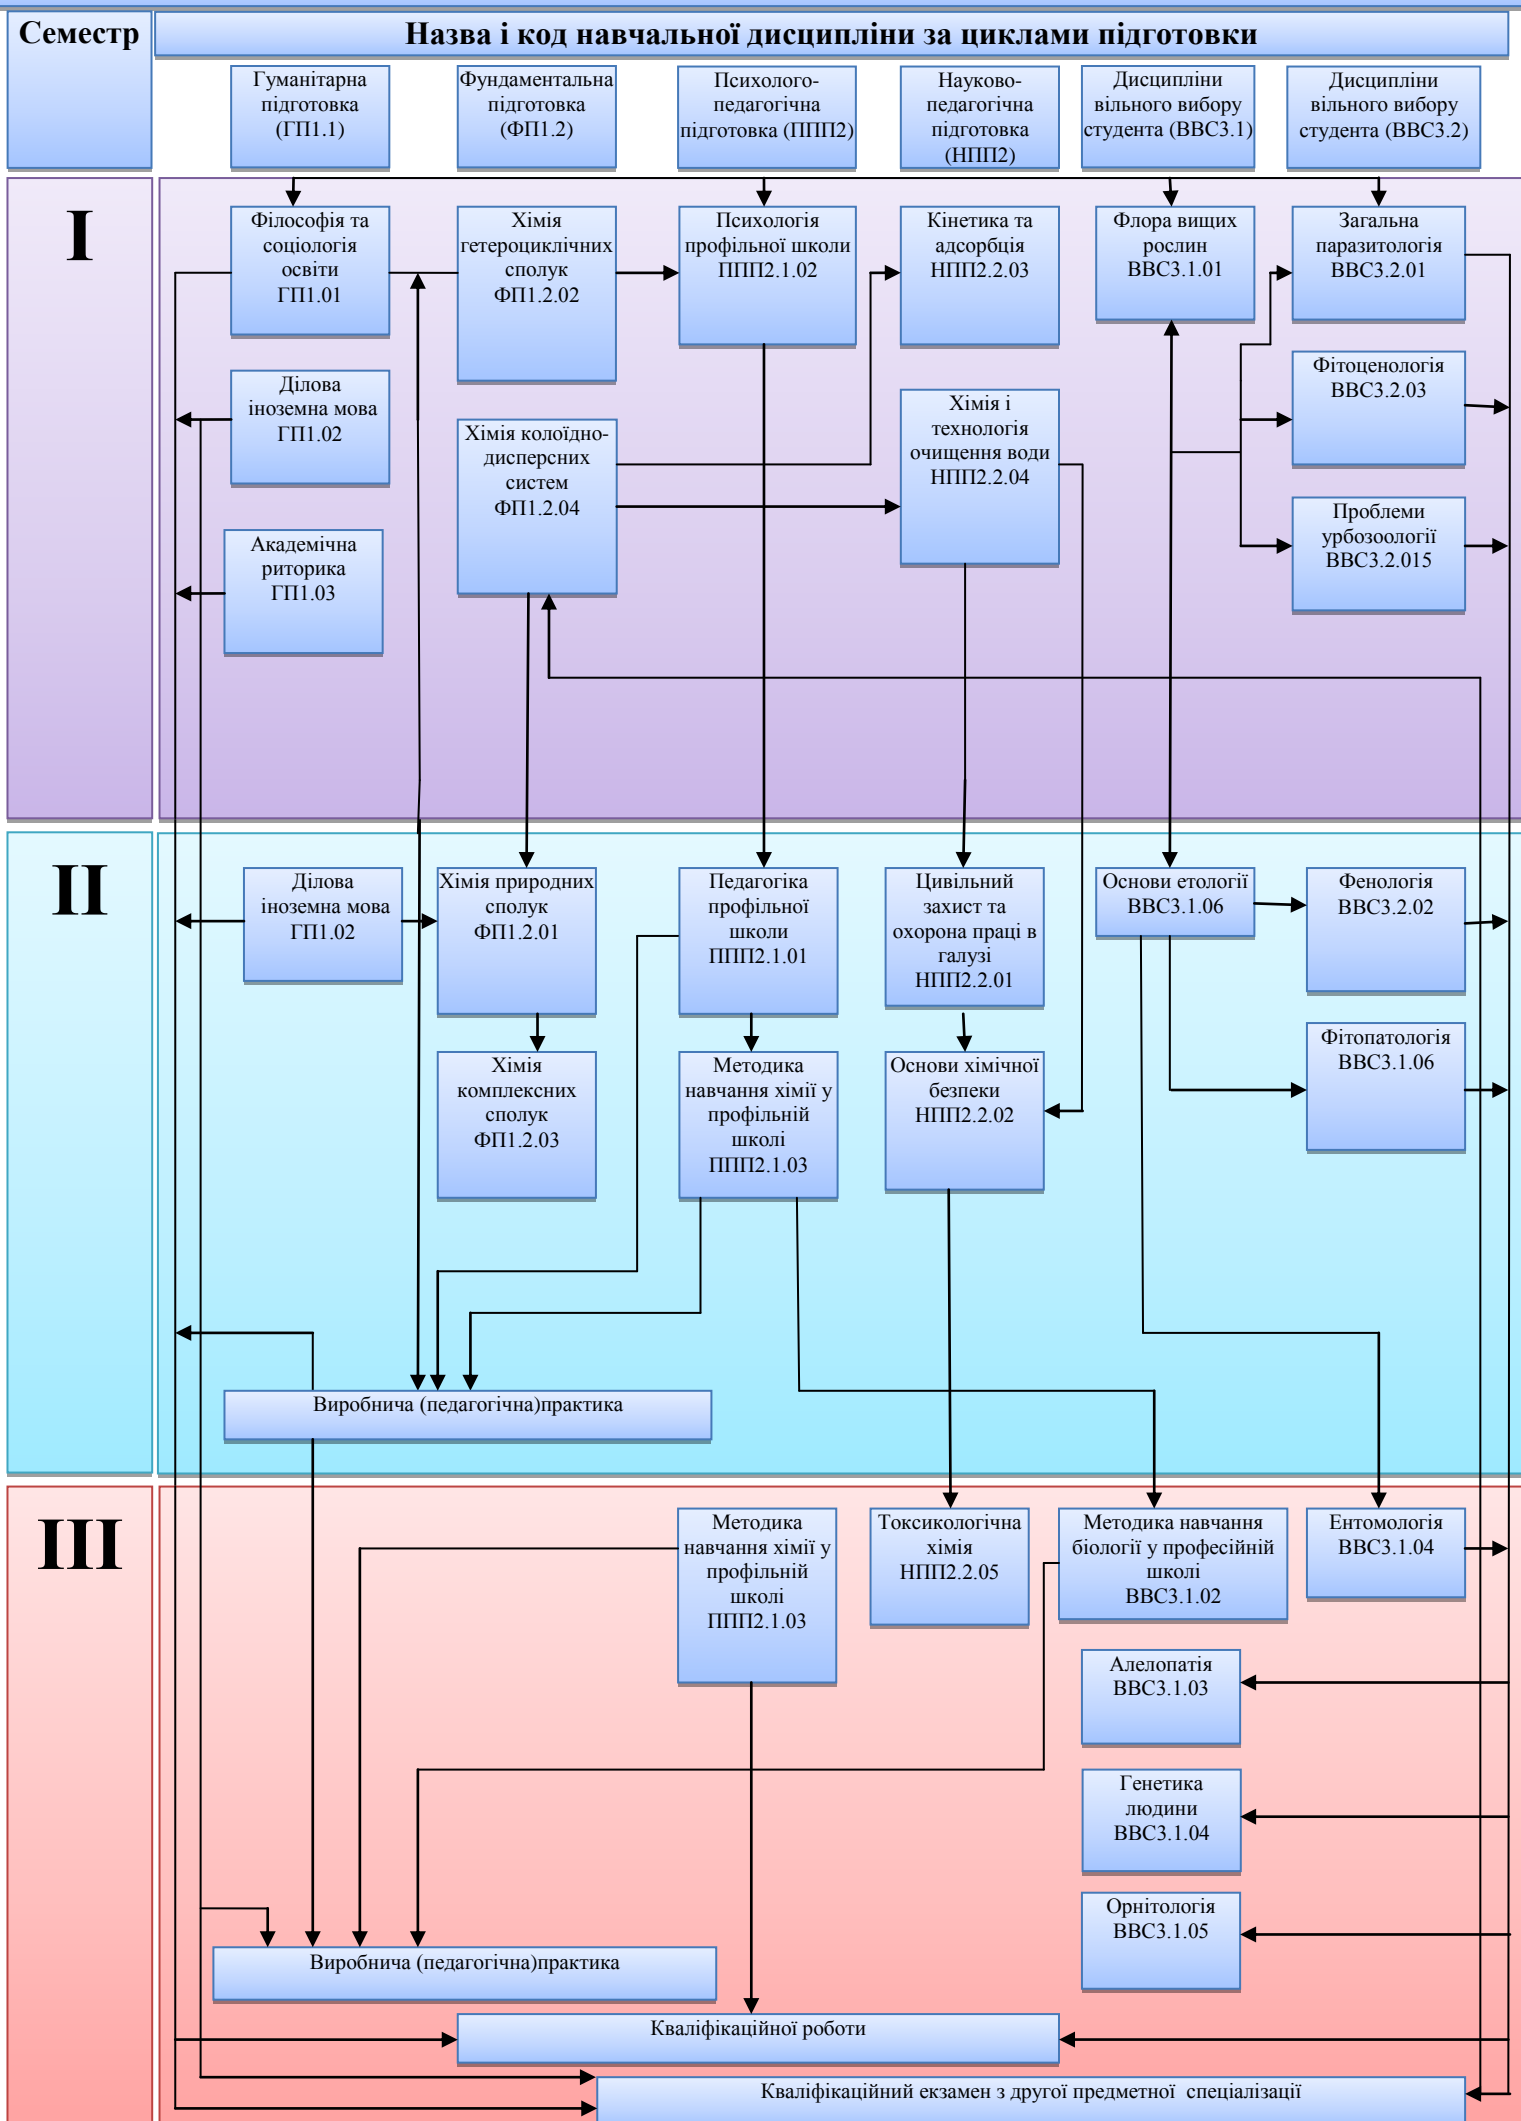 Семестр
Назва і код навчальної дисципліни за циклами підготовки
Гуманітарна
підготовка
(ГП1.1)
Фундаментальна
підготовка
(ФП1.2)
Психолого-
педагогічна
підготовка (ППП2)
Науково-
педагогічна
підготовка
(НПП2)
Дисципліни
вільного вибору
студента (ВВС3.1)
Дисципліни
вільного вибору
студента (ВВС3.2)
I
Філософія та
соціологія
освіти
ГП1.01
Хімія
гетероциклічних
сполук
ФП1.2.02
Психологія
профільної школи
ППП2.1.02
Кінетика та
адсорбція
НПП2.2.03
Флора вищих
рослин
ВВС3.1.01
Загальна
паразитологія
ВВС3.2.01
Ділова
іноземна мова
ГП1.02
Хімія колоїдно-
дисперсних
систем
ФП1.2.04
Хімія і
технологія
очищення води
НПП2.2.04
Фітоценологія
ВВС3.2.03
Академічна
риторика
ГП1.03
Проблеми
урбозоології
ВВС3.2.015
II
Ділова
іноземна мова
ГП1.02
Хімія природних
сполук
ФП1.2.01
Педагогіка
профільної
школи
ППП2.1.01
Цивільний
захист та
охорона праці в
галузі
НПП2.2.01
Основи етології
ВВС3.1.06
Фенологія
ВВС3.2.02
Хімія
комплексних
сполук
ФП1.2.03
Методика
навчання хімії у
профільній
школі
ППП2.1.03
Основи хімічної
безпеки
НПП2.2.02
Фітопатологія
ВВС3.1.06
Виробнича (педагогічна)практика
III
Методика
навчання хімії у
профільній
школі
ППП2.1.03
Токсикологічна
хімія
НПП2.2.05
Методика навчання
біології у професійній
школі
ВВС3.1.02
Ентомологія
ВВС3.1.04
Алелопатія
ВВС3.1.03
Генетика
людини
ВВС3.1.04
Орнітологія
ВВС3.1.05
Виробнича (педагогічна)практика
Кваліфікаційної роботи
Кваліфікаційний екзамен з другої предметної спеціалізації